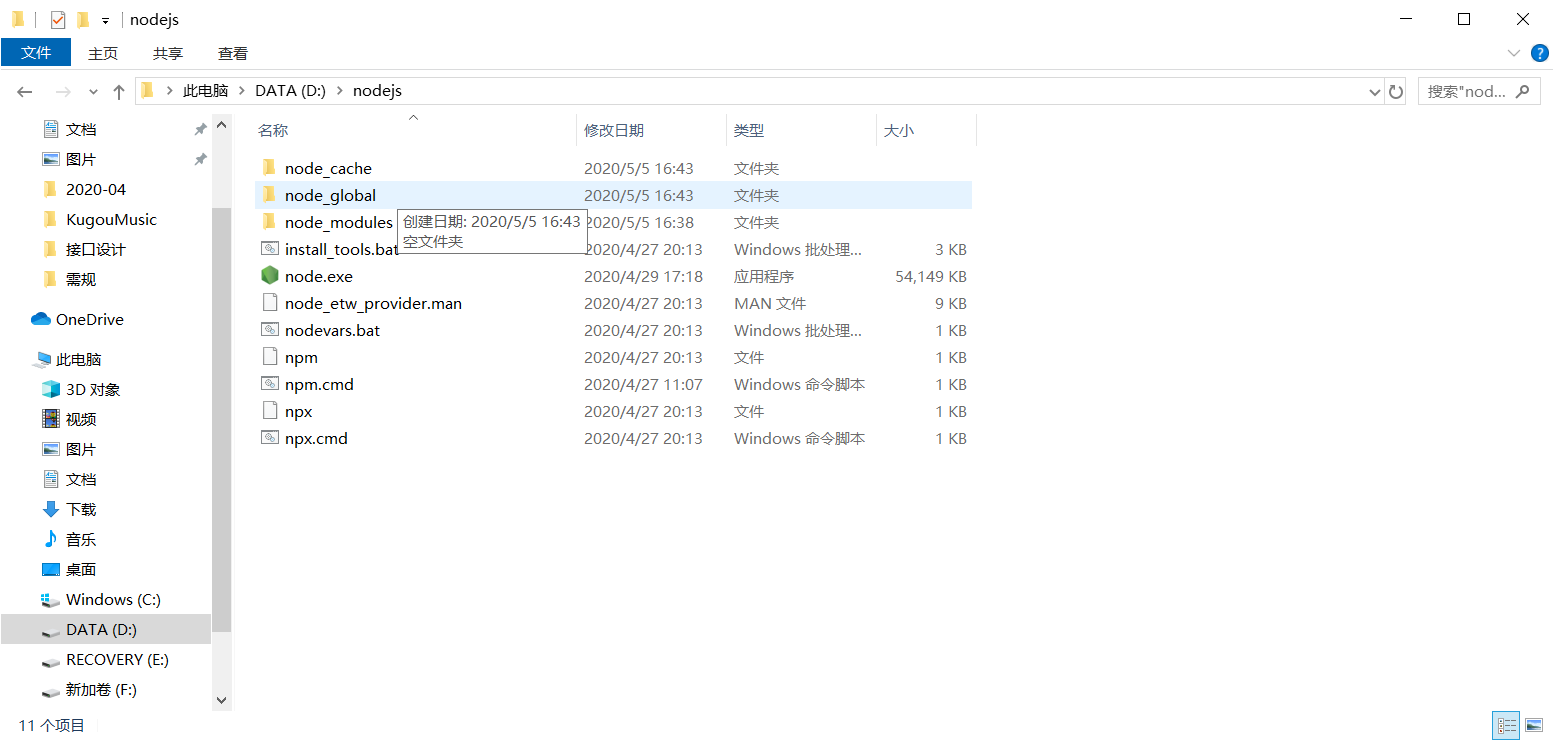 nodejs
文件 主页 共享 查看
此电脑 DATA (D:) nodejs 搜索"nod...
文档
图片
2020-04
KugouMusic
接口设计
需规
OneDrive
此电脑
3D 对象
视频
图片
文档
下载
音乐
桌面
Windows (C:)
DATA (D:)
RECOVERY (E:)
新加卷 (F:)
名称 修改日期 类型 大小
node_cache 2020/5/5 16:43 文件夹
node_global 2020/5/5 16:43 文件夹
node_modules 2020/5/5 16:38 文件夹
创建日期: 2020/5/5 16:43
空文件夹
install_tools.bat 2020/4/27 20:13 Windows 批处理... 3 KB
node.exe 2020/4/29 17:18 应用程序 54,149 KB
node_etw_provider.man 2020/4/27 20:13 MAN 文件 9 KB
nodevars.bat 2020/4/27 20:13 Windows 批处理... 1 KB
npm 2020/4/27 20:13 文件 1 KB
npm.cmd 2020/4/27 11:07 Windows 命令脚本 1 KB
npx 2020/4/27 20:13 文件 1 KB
npx.cmd 2020/4/27 20:13 Windows 命令脚本 1 KB
11 个项目